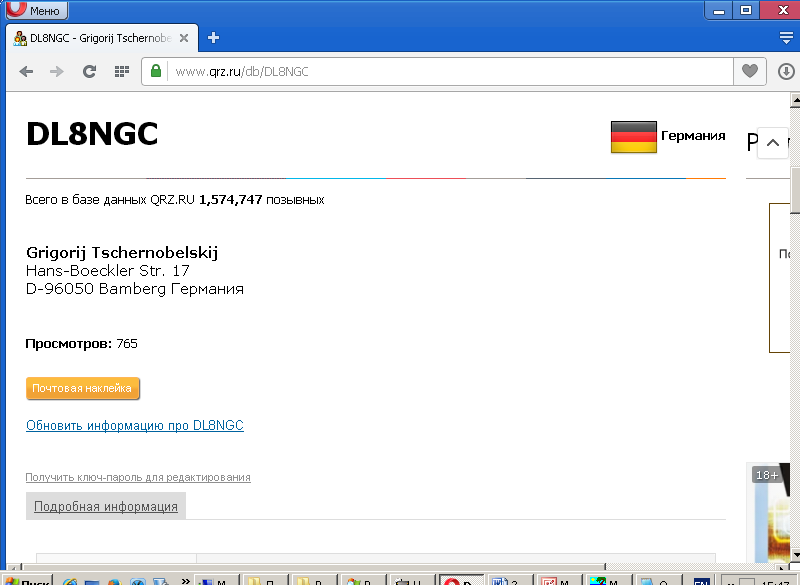 Меню
DL8NGC - Grigorij Tschernobe
www.qrz.ru/db/DL8NGC
DL8NGC
Германия
Всего в базе данных QRZ.RU 1,574,747 позывных
Grigorij Tschernobelskij
Hans-Boeckler Str. 17
D-96050 Bamberg Германия
Просмотров: 765
Почтовая наклейка
Обновить информацию про DL8NGC
Получить ключ-пароль для редактирования
18+
Подробная информация
Пуск
EN